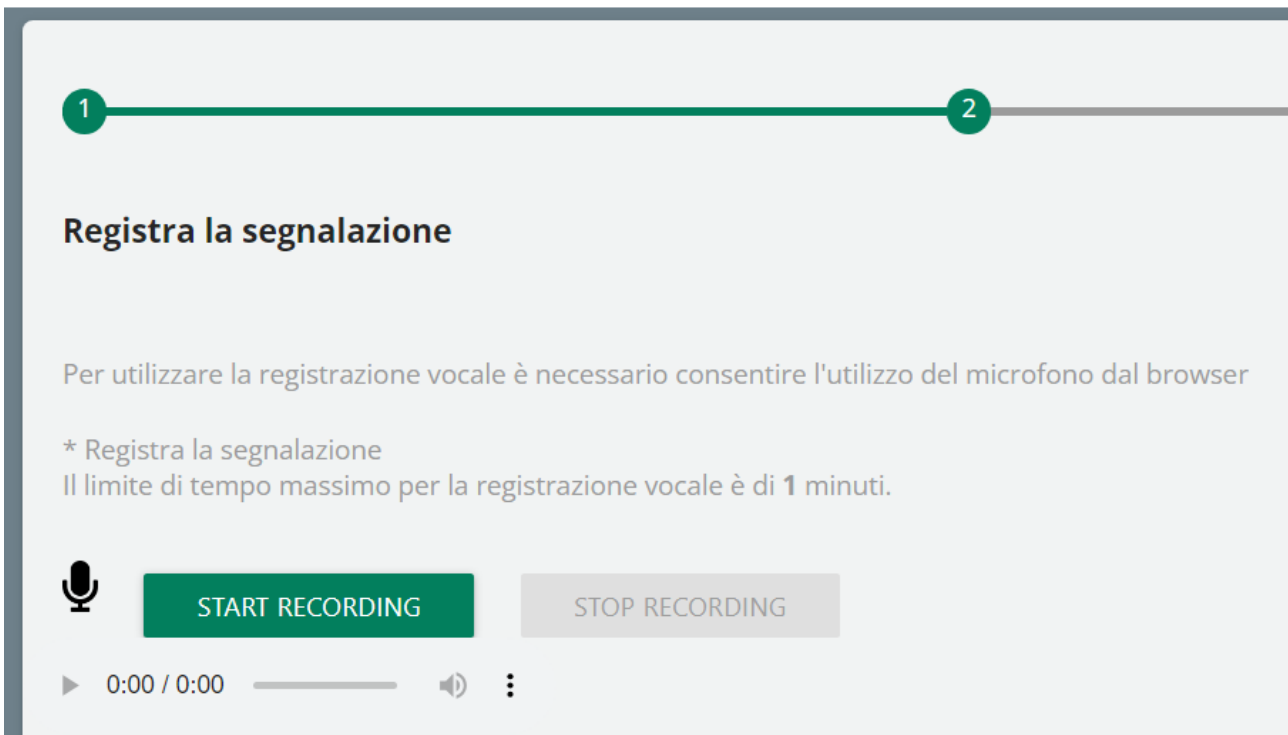 1
2
Registra la segnalazione
Per utilizzare la registrazione vocale è necessario consentire l'utilizzo del microfono dal browser
* Registra la segnalazione
Il limite di tempo massimo per la registrazione vocale è di 1 minuti.
START RECORDING
STOP RECORDING
0:00 / 0:00